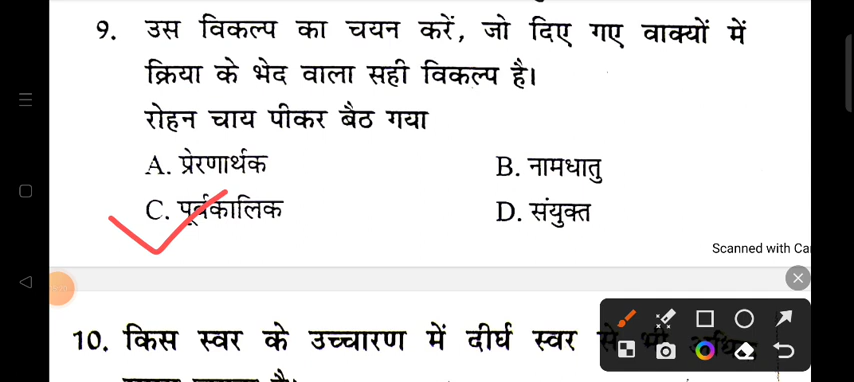 9. उस विकल्प का चयन करें, जो दिए गए वाक्यों में
क्रिया के भेद वाला सही विकल्प है।
रोहन चाय पीकर बैठ गया
A. प्रेरणार्थक
B. नामधातु
C. पूर्वकालिक
D. संयुक्त
Scanned with Ca
10. किस स्वर के उच्चारण में दीर्घ स्वर से भी अधिक